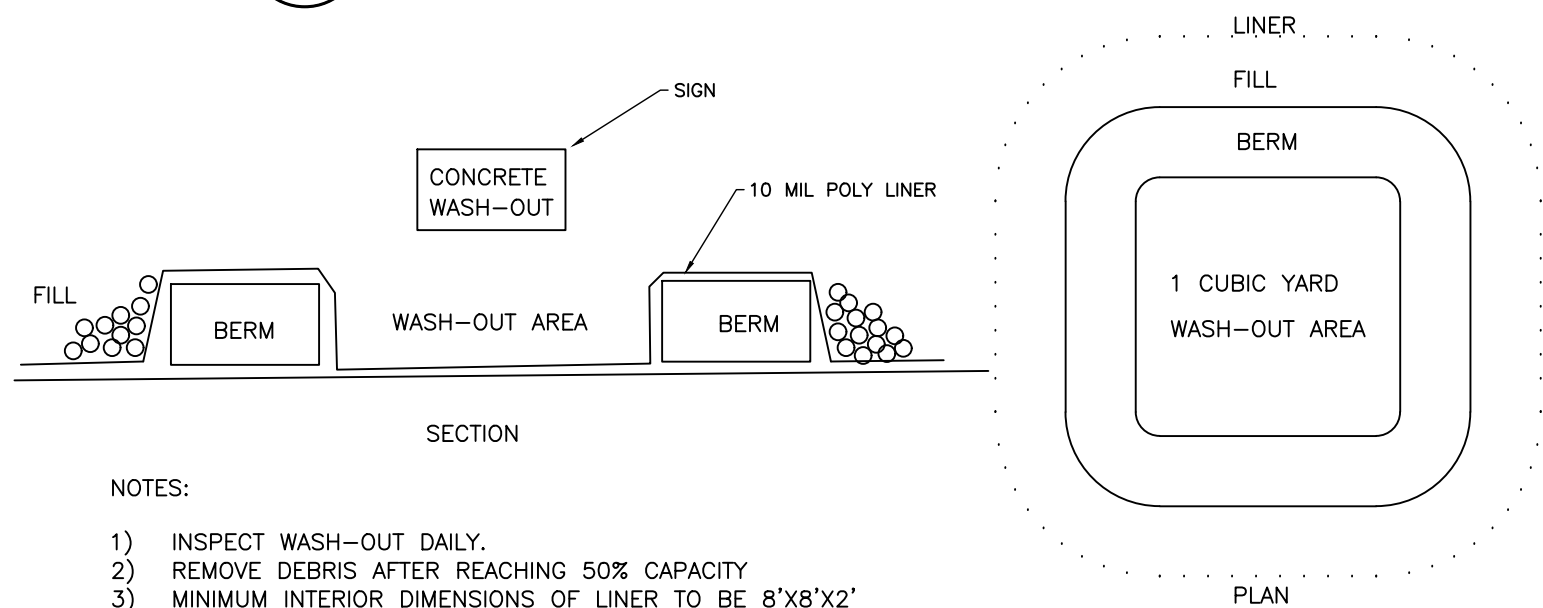 SIGN
CONCRETE
WASH-OUT
10 MIL POLY LINER
FILL
BERM
WASH-OUT AREA
BERM
SECTION
LINER
FILL
BERM
1 CUBIC YARD
WASH-OUT AREA
PLAN
NOTES:
1) INSPECT WASH-OUT DAILY.
2) REMOVE DEBRIS AFTER REACHING 50% CAPACITY
3) MINIMUM INTERIOR DIMENSIONS OF LINER TO BE 8'X8'X2'